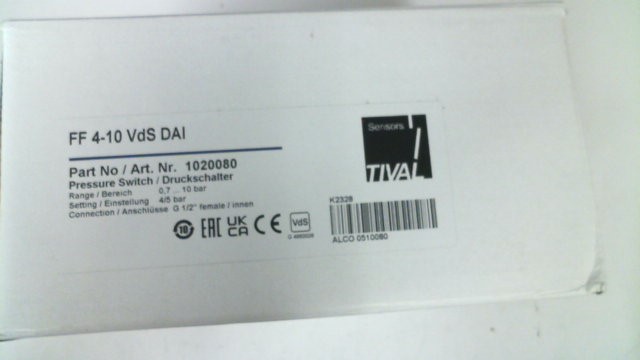 FF 4-10 VdS DAI
Sensors
TIVAL
Part No / Art. Nr. 1020080
Pressure Switch / Druckschalter
Range / Bereich 0,7 ... 10 bar
Setting / Einstellung 4/5 bar
Connection / Anschlüsse G 1/2" female / innen
10 EAC UK CA CE VdS
K2328
ALCO 0510080